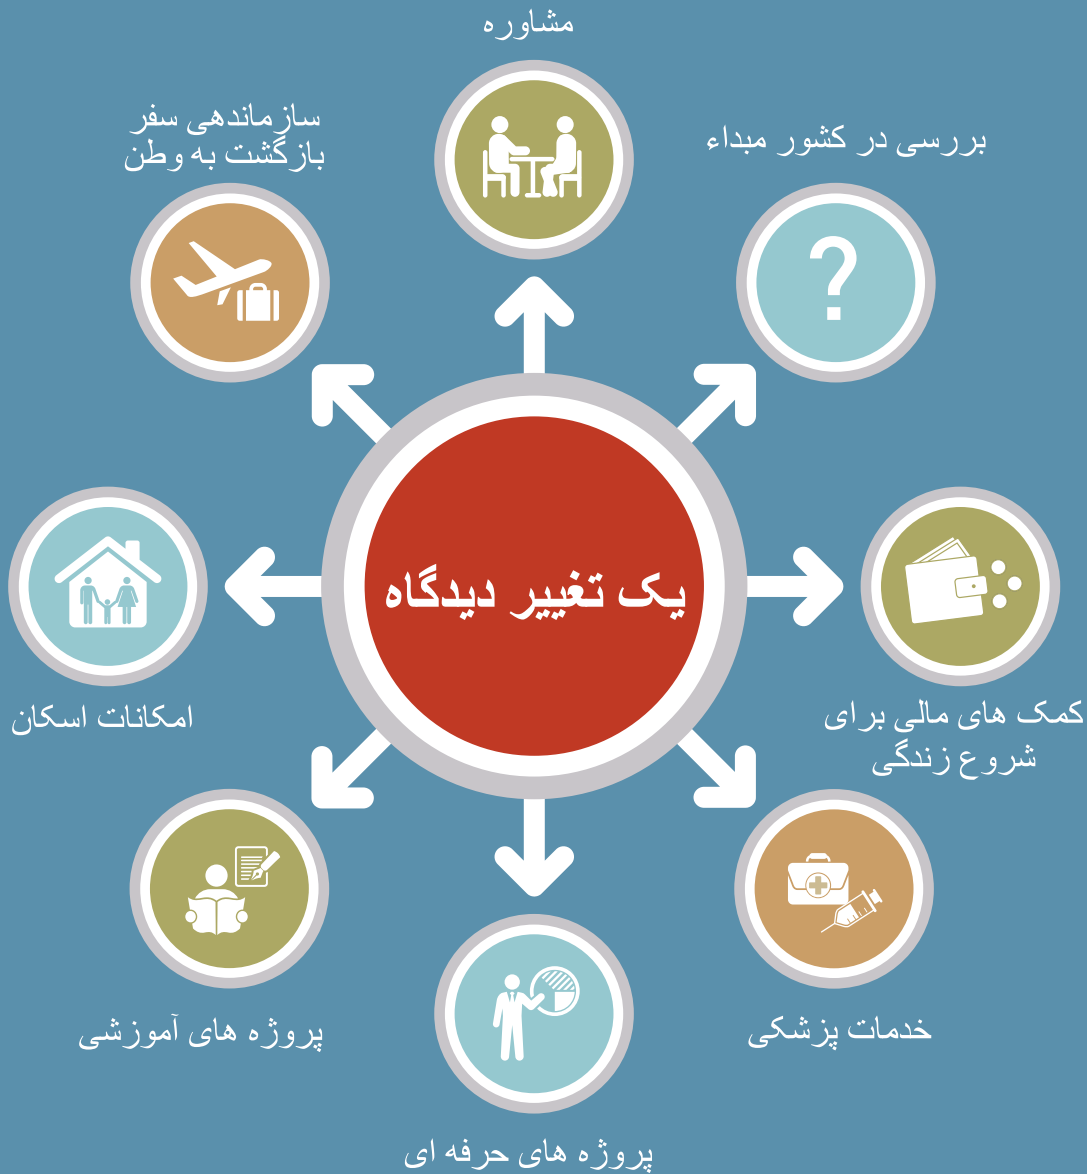 مشاوره
سازماندهی سفر
بازگشت به وطن
بررسی در کشور مبداء
یک تغییر دیدگاه
امکانات اسکان
کمک های مالی برای
شروع زندگی
پروژه های آموزشی
خدمات پزشکی
پروژه های حرفه ای